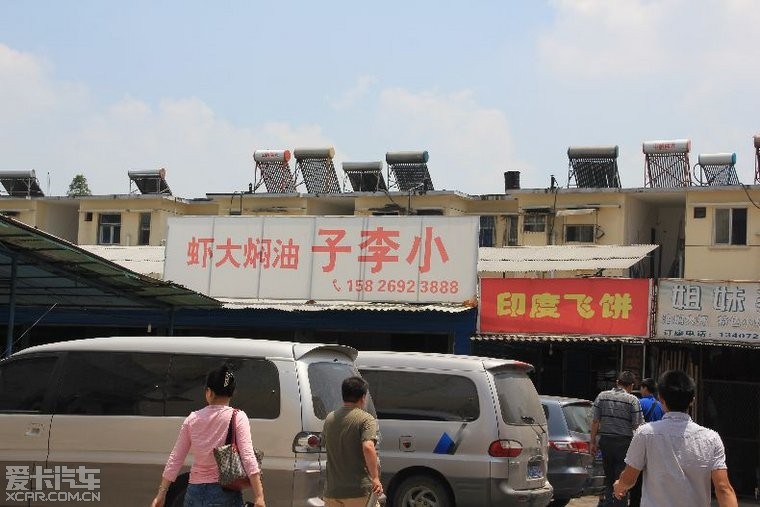 虾大焖油 子李小
158 2692 3888
印度飞饼
姐妹
爱卡汽车
XCAR.COM.CN